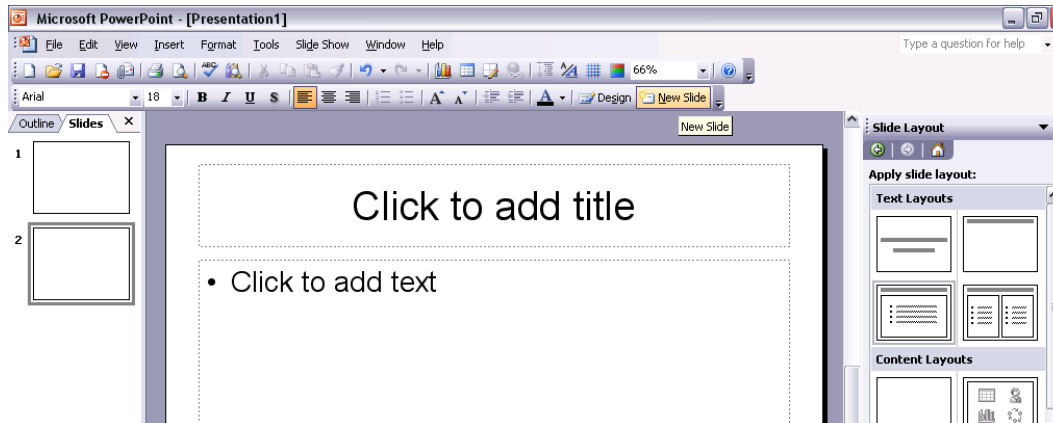 Microsoft PowerPoint - [Presentation1]
File Edit View Insert Format Tools Slide Show Window Help
Type a question for help
ABC
66%
Arial 18 B I U S A A A Design New Slide
Outline Slides
New Slide
Slide Layout
1
Apply slide layout:
Text Layouts
Click to add title
2
• Click to add text
Content Layouts